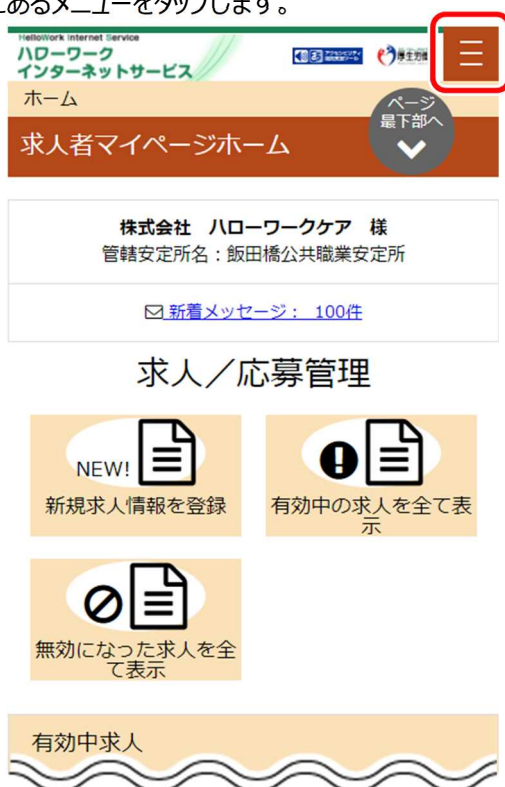 にあるメニューをタップします。
HelloWork Internet Service
ハローワーク
インターネットサービス
ホーム
ページ
最下部へ
求人者マイページホーム
株式会社　ハローワークケア　様
管轄安定所名：飯田橋公共職業安定所
新着メッセージ：　100件
求人／応募管理
NEW!
新規求人情報を登録
有効中の求人を全て表
示
無効になった求人を全
て表示
有効中求人